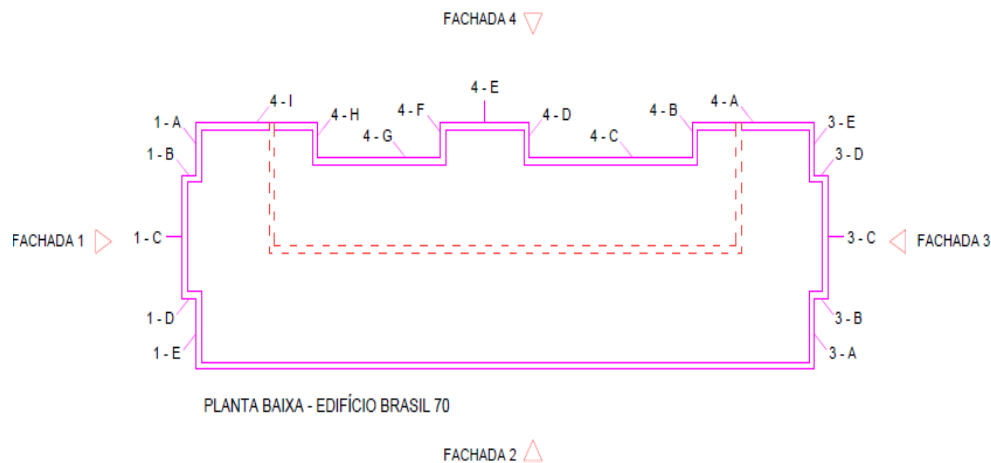 FACHADA 4
4 - E
4 - I
4 - A
1 - A
4 - H
4 - F
4 - D
4 - B
3 - E
4 - G
4 - C
1 - B
3 - D
FACHADA 1
1 - C
3 - C
FACHADA 3
1 - D
3 - B
1 - E
3 - A
PLANTA BAIXA - EDIFÍCIO BRASIL 70
FACHADA 2